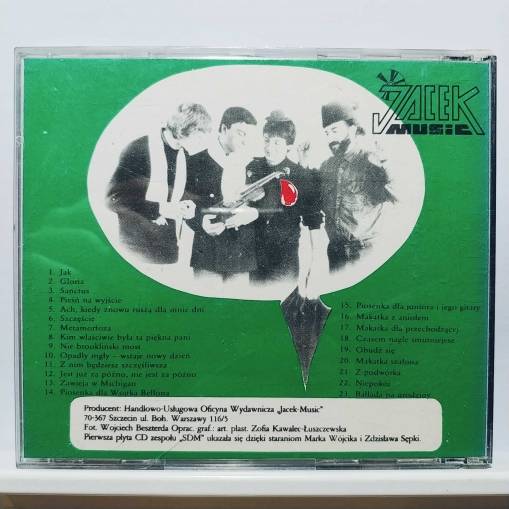 JACEK
MUSIC
1. Jak
2. Gloria
3. Sanctus
4. Pieśń na wyjście
5. Ach, kiedy znowu ruszą dla mnie dni
6. Szczęście
7. Metamorfoza
8. Kim właściwie była ta piękna pani
9. Nie brookliński most
10. Opadły mgły - wstaje nowy dzień
11. Z nim będziesz szczęśliwsza
12. Jest już za późno, nie jest za późno
13. Zawieja w Michigan
14. Piosenka dla Wojtka Bellona
15. Piosenka dla juniora i jego gitary
16. Makatka z aniołem
17. Makatka dla przechodzącej
18. Czasem nagle smutniejesz
19. Gbudź się
20. Makatka szalona
21. Z podwórka
22. Niepokój
23. Ballada na urodziny
Producent: Handlowo-Usługowa Oficyna Wydawnicza „Jacek-Music"
70-367 Szczecin ul. Boh. Warszawy 116/5
Fot. Wojciech Beszterda Oprac. graf.: art. plast. Zofia Kawalec-Łuszczewska
Pierwsza płyta CD zespołu „SDM" ukazała się dzięki staraniom Marka Wójcika i Zdzisława Sępki.